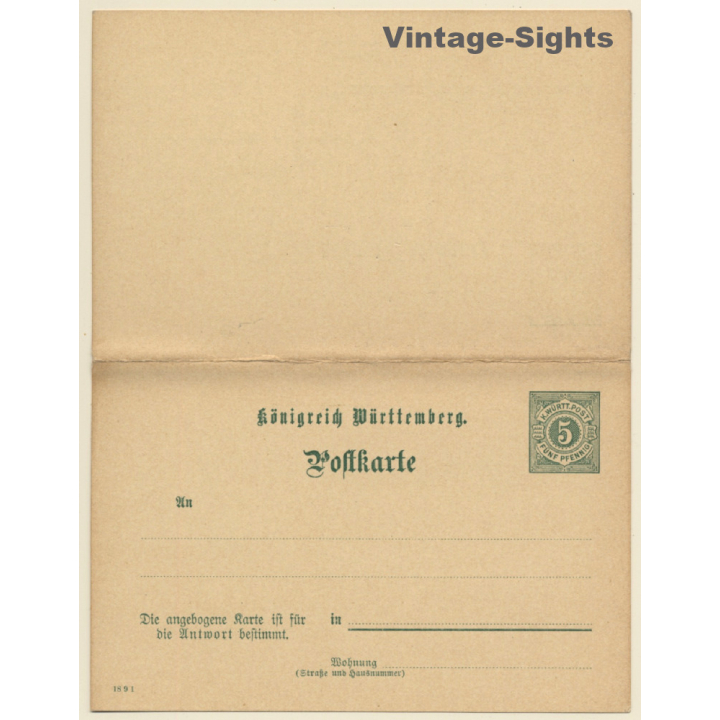 Vintage-Sights
Königreich Württemberg.
Postkarte
K. WÜRTT. POST
5
FÜNF PFENNIG
An
Die angebogene Karte ist für
die Antwort bestimmt.
in
Wohnung
(Straße und Hausnummer)
1891